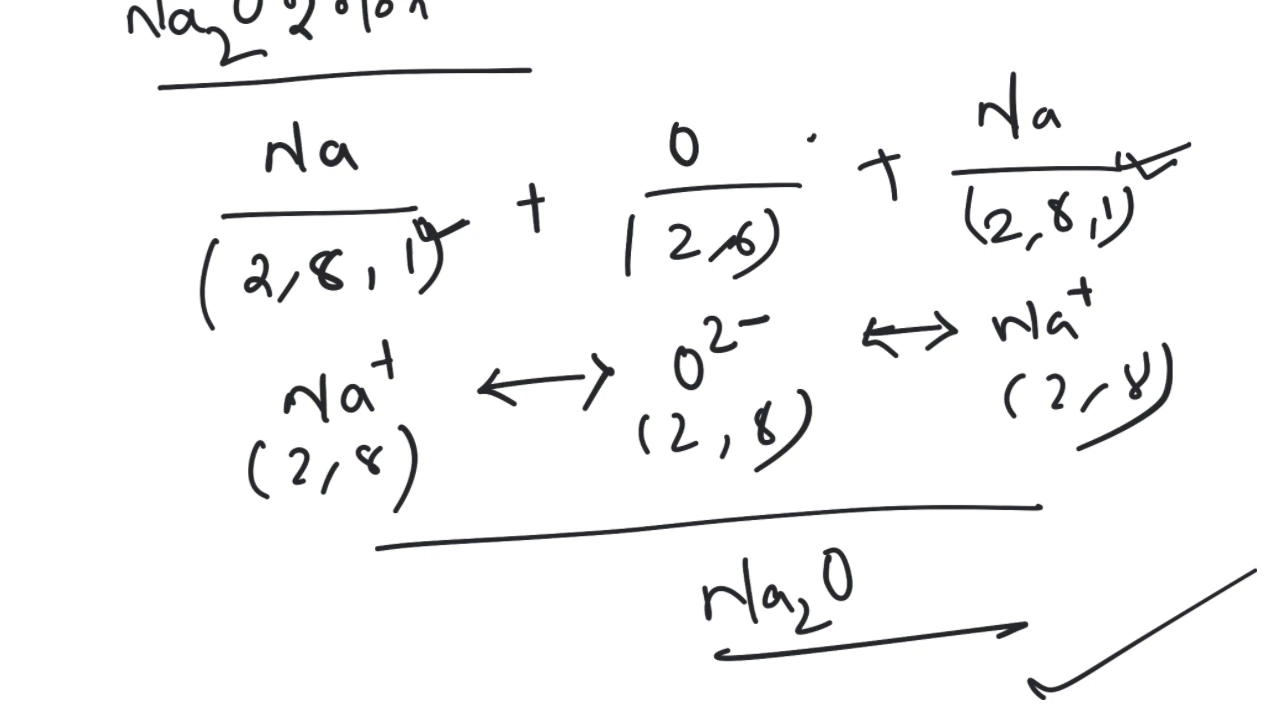 Na₂O
Na + O + Na
(2,8,1) (2,6) (2,8,1)
Na⁺ ↔ O²⁻ ↔ Na⁺
(2,8) (2,8) (2,8)
Na₂O